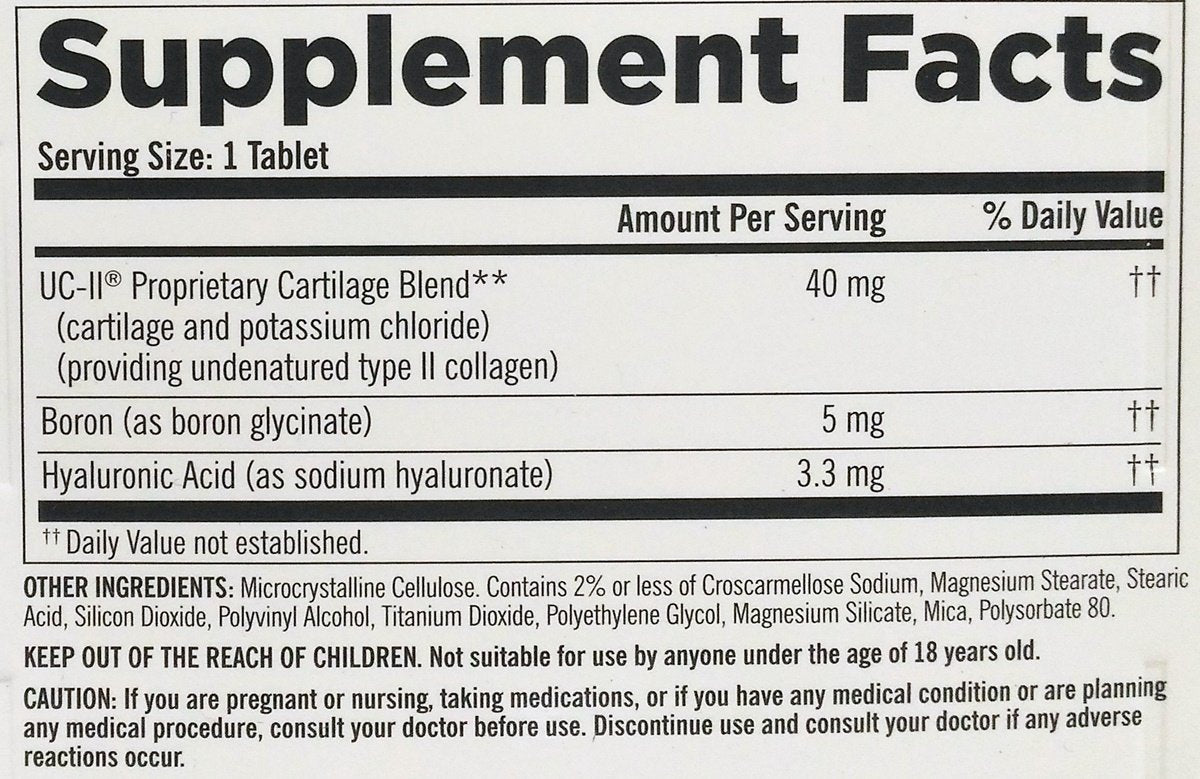 Supplement Facts
Serving Size: 1 Tablet
Amount Per Serving % Daily Value
UC-II® Proprietary Cartilage Blend** 40 mg ††
(cartilage and potassium chloride)
(providing undenatured type II collagen)
Boron (as boron glycinate) 5 mg ††
Hyaluronic Acid (as sodium hyaluronate) 3.3 mg ††
†† Daily Value not established.
OTHER INGREDIENTS: Microcrystalline Cellulose. Contains 2% or less of Croscarmellose Sodium, Magnesium Stearate, Stearic
Acid, Silicon Dioxide, Polyvinyl Alcohol, Titanium Dioxide, Polyethylene Glycol, Magnesium Silicate, Mica, Polysorbate 80.
KEEP OUT OF THE REACH OF CHILDREN. Not suitable for use by anyone under the age of 18 years old.
CAUTION: If you are pregnant or nursing, taking medications, or if you have any medical condition or are planning
any medical procedure, consult your doctor before use. Discontinue use and consult your doctor if any adverse
reactions occur.